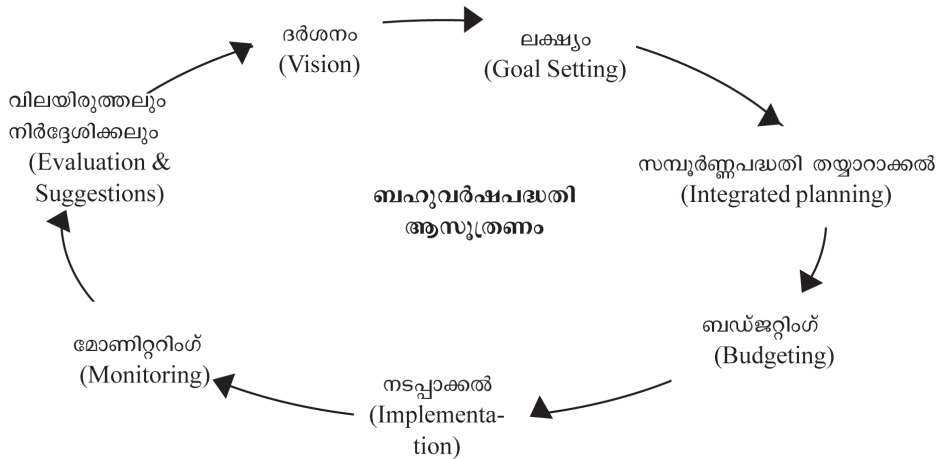 ദർശനം
(Vision)
ലക്ഷ്യം
(Goal Setting)
സമ്പൂർണ്ണപദ്ധതി തയ്യാറാക്കൽ
(Integrated planning)
ബഡ്ജറ്റിംഗ്
(Budgeting)
നടപ്പാക്കൽ
(Implementa-
tion)
മോണിറ്ററിംഗ്
(Monitoring)
വിലയിരുത്തലും
നിർദ്ദേശിക്കലും
(Evaluation &
Suggestions)
ബഹുവർഷപദ്ധതി
ആസൂത്രണം